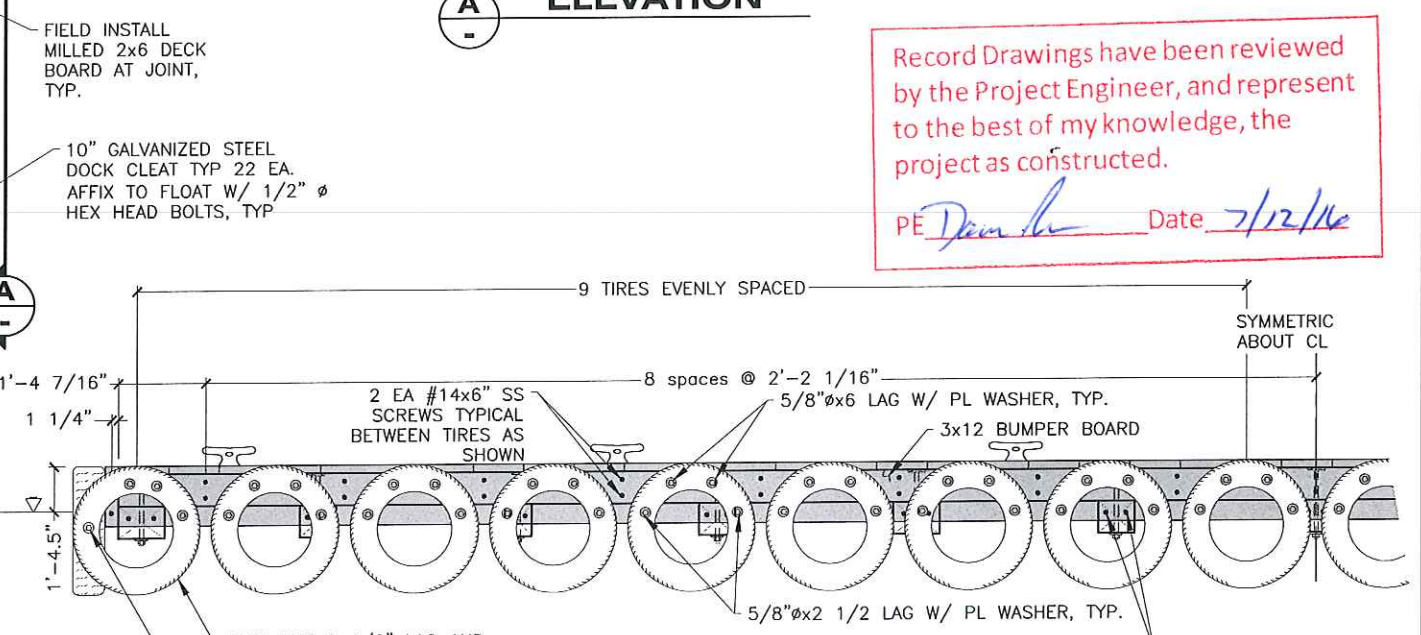 A
-
ELEVATION
FIELD INSTALL
MILLED 2x6 DECK
BOARD AT JOINT,
TYP.
10" GALVANIZED STEEL
DOCK CLEAT TYP 22 EA.
AFFIX TO FLOAT W/ 1/2" ø
HEX HEAD BOLTS, TYP
Record Drawings have been reviewed
by the Project Engineer, and represent
to the best of my knowledge, the
project as constructed.
PE Date 7/12/16
A
-
9 TIRES EVENLY SPACED
SYMMETRIC
ABOUT CL
1'-4 7/16"
8 spaces @ 2'-2 1/16"
1 1/4"
2 EA #14x6" SS
SCREWS TYPICAL
BETWEEN TIRES AS
SHOWN
5/8"øx6 LAG W/ PL WASHER, TYP.
3x12 BUMPER BOARD
1'-4.5"
5/8"øx2 1/2 LAG W/ PL WASHER, TYP.